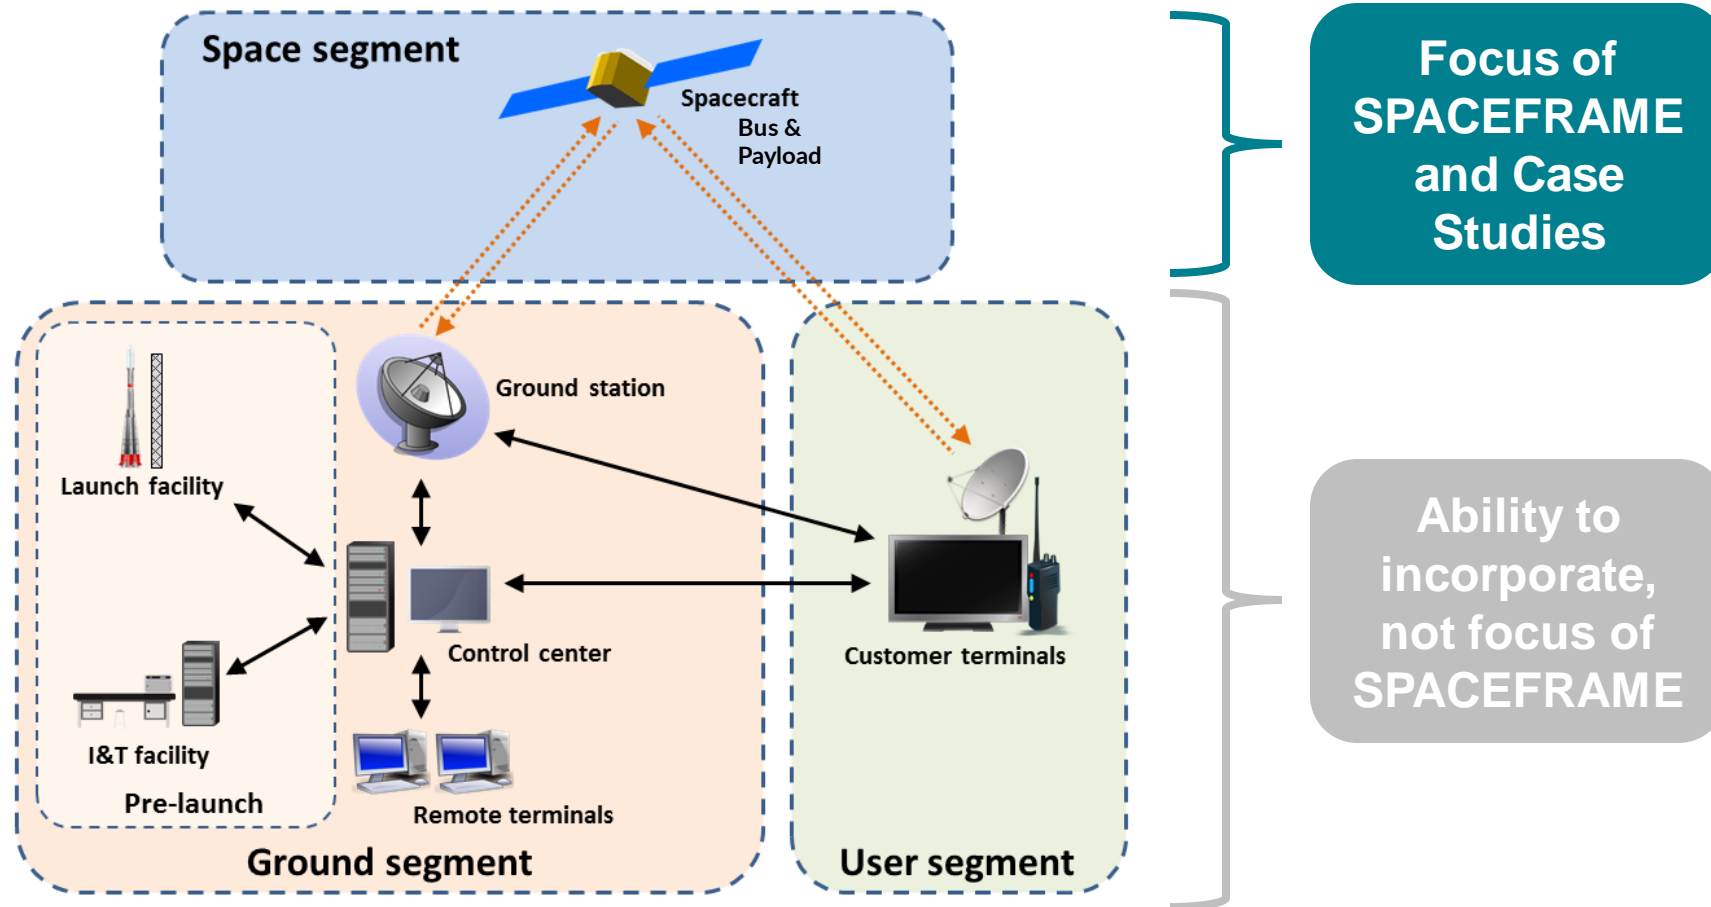 Space segment
Spacecraft
Bus &
Payload
Focus of
SPACEFRAME
and Case
Studies
Ground station
Launch facility
Control center
Customer terminals
I&T facility
Pre-launch
Remote terminals
Ground segment
User segment
Ability to
incorporate,
not focus of
SPACEFRAME